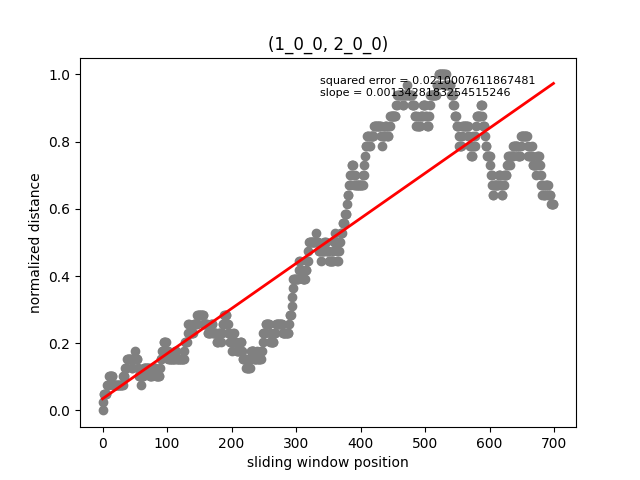 (1_0_0, 2_0_0)
squared error = 0.0210007611867481
slope = 0.0013428183254515246
normalized distance
1.0
0.8
0.6
0.4
0.2
0.0
0 100 200 300 400 500 600 700
sliding window position